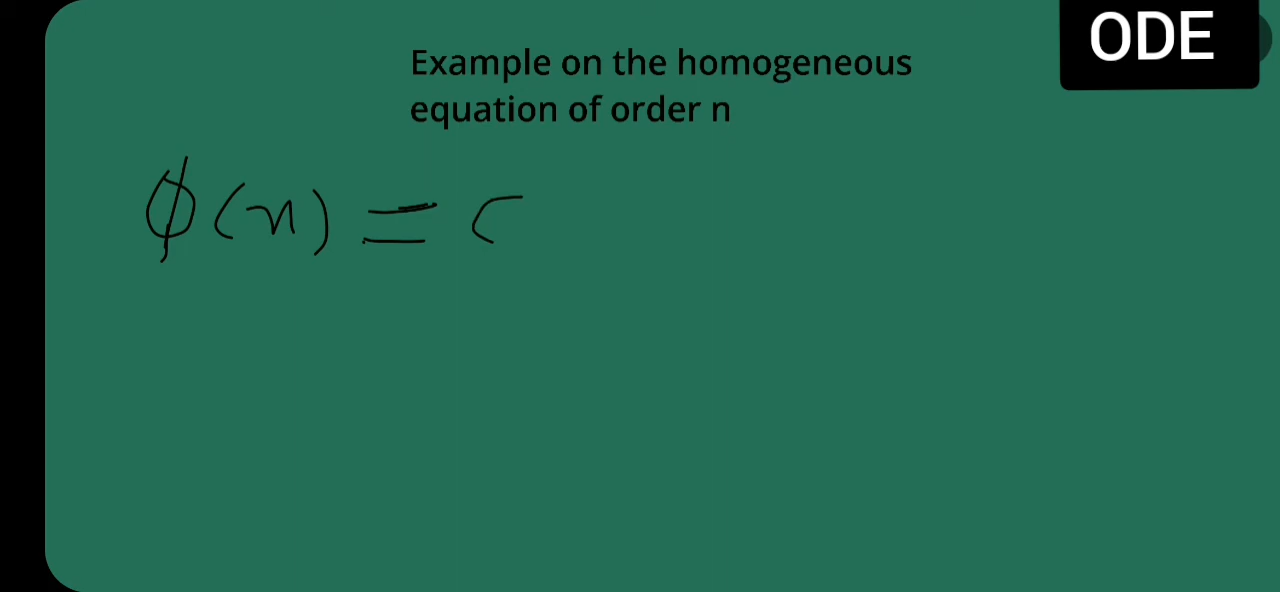 ODE
Example on the homogeneous
equation of order n
ϕ(x) = c